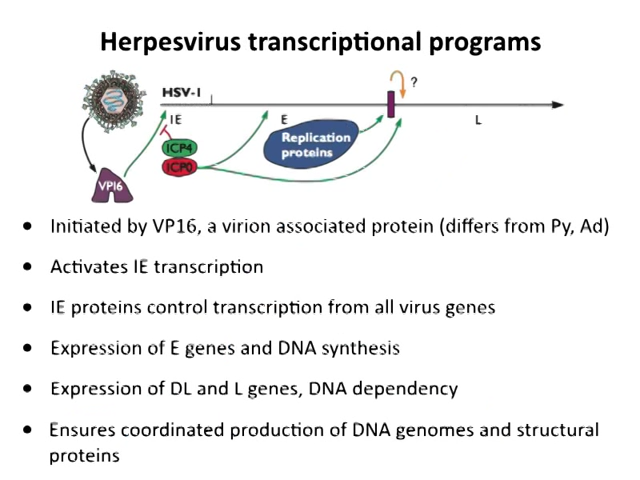 Herpesvirus transcriptional programs
HSV-1
?
IE
E
L
ICP4
ICP0
Replication
proteins
VP16
• Initiated by VP16, a virion associated protein (differs from Py, Ad)
• Activates IE transcription
• IE proteins control transcription from all virus genes
• Expression of E genes and DNA synthesis
• Expression of DL and L genes, DNA dependency
• Ensures coordinated production of DNA genomes and structural
proteins